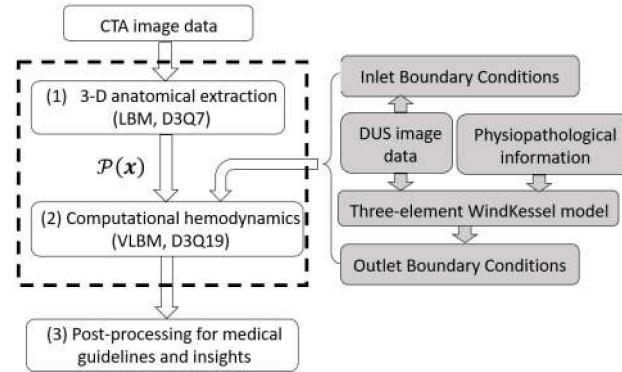 CTA image data
(1) 3-D anatomical extraction
(LBM, D3Q7)
𝒫(𝒙)
(2) Computational hemodynamics
(VLBM, D3Q19)
(3) Post-processing for medical
guidelines and insights
Inlet Boundary Conditions
DUS image
data
Physiopathological
information
Three-element WindKessel model
Outlet Boundary Conditions